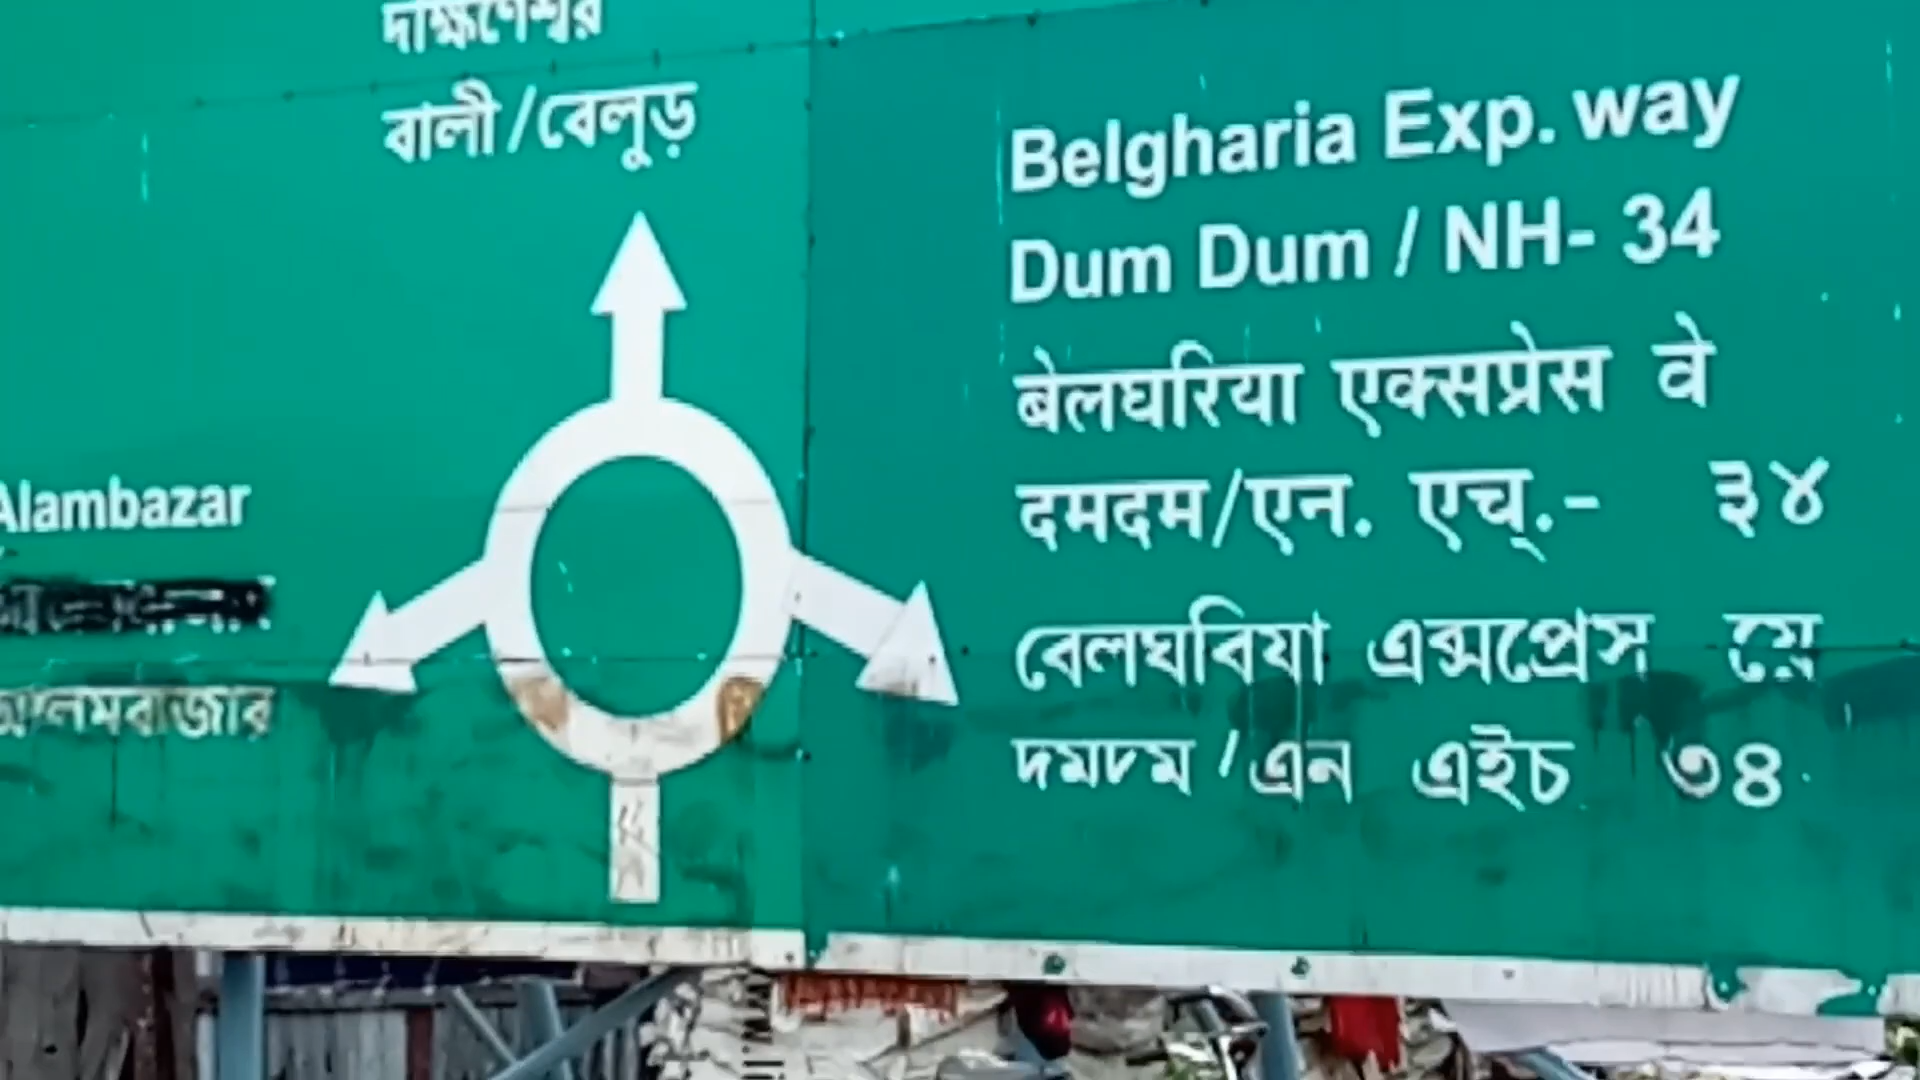 দক্ষিণেশ্বর
বালী/বেলুড়
Alambazar
আলমবাজার
Belgharia Exp. way
Dum Dum / NH- 34
बेलघरिया एक्सप्रेस वे
दमदम/एन. एच्.- ३४
বেলঘবিযা এক্সপ্রেস য়ে
দমদম/এন এইচ ৩৪